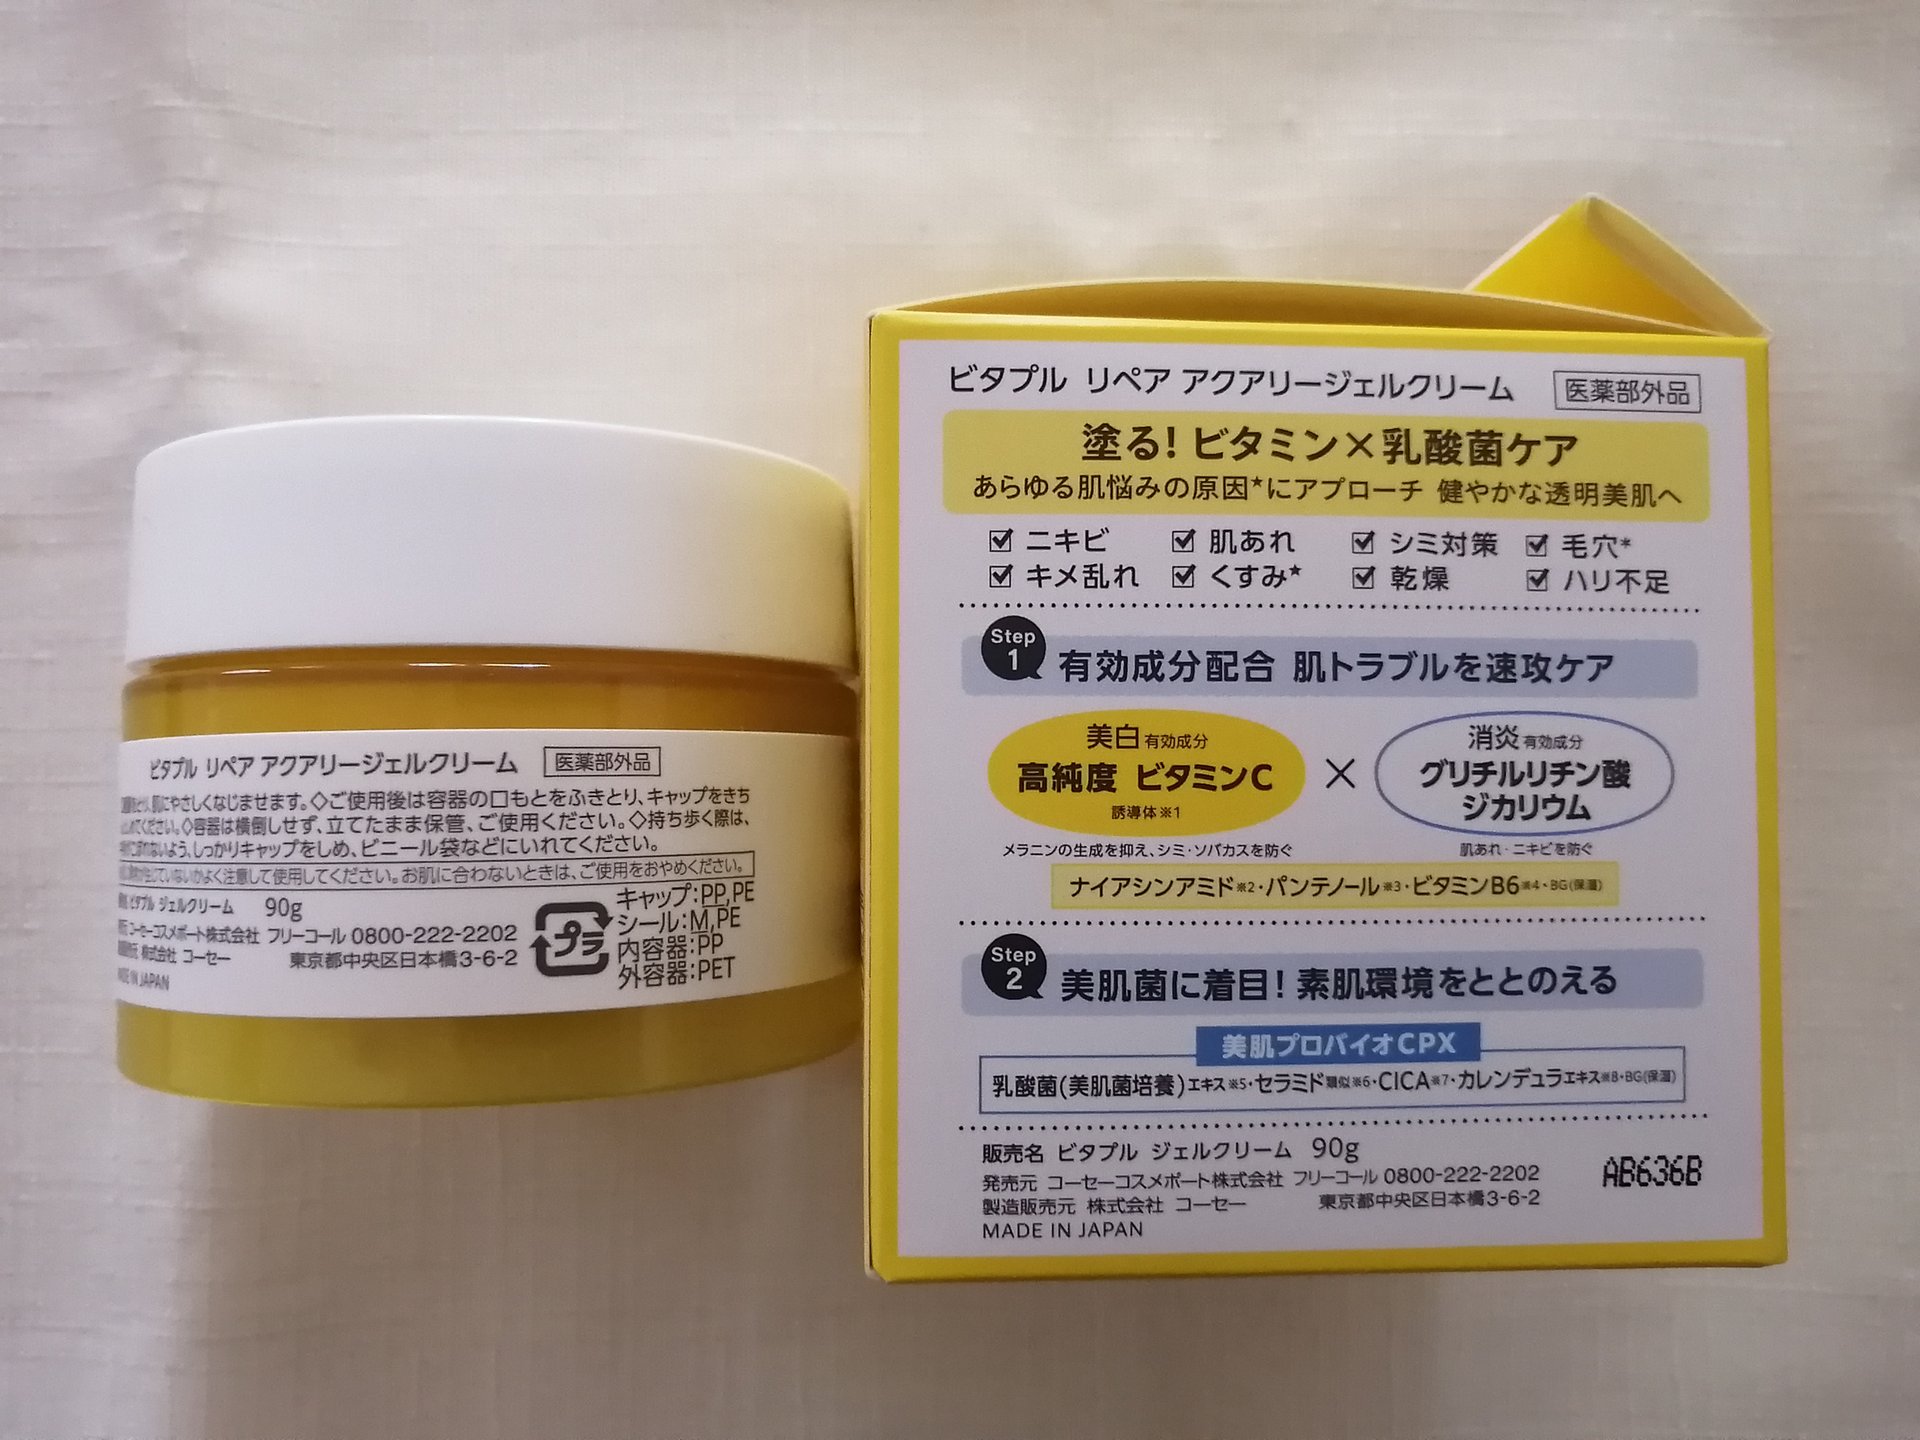 ビタプル リペア アクアリージェルクリーム 医薬部外品
肌にやさしくなじませます。◇ご使用後は容器の口もとをふきとり、キャップをきち
ください。◇容器は横倒しせず、立てたまま保管、ご使用ください。◇持ち歩く際は、
しっかりキャップをしめ、ビニール袋などにいれてください。
よく注意して使用してください。お肌に合わないときは、ご使用をおやめください。
ビタプル ジェルクリーム 90g
コーセーコスメポート株式会社 フリーコール 0800-222-2202
株式会社 コーセー 東京都中央区日本橋3-6-2
IN JAPAN
プラ
キャップ:PP,PE
シール:M,PE
内容器:PP
外容器:PET
ビタプル リペア アクアリージェルクリーム 医薬部外品
塗る! ビタミン×乳酸菌ケア
あらゆる肌悩みの原因★にアプローチ 健やかな透明美肌へ
☑ ニキビ ☑ 肌あれ ☑ シミ対策 ☑ 毛穴*
☑ キメ乱れ ☑ くすみ★ ☑ 乾燥 ☑ ハリ不足
Step 1 有効成分配合 肌トラブルを速攻ケア
美白 有効成分
高純度 ビタミンC
誘導体※1
×
消炎 有効成分
グリチルリチン酸
ジカリウム
メラニンの生成を抑え、シミ・ソバカスを防ぐ
肌あれ・ニキビを防ぐ
ナイアシンアミド※2・パンテノール※3・ビタミンB6※4・BG(保湿)
Step 2 美肌菌に着目! 素肌環境をととのえる
美肌プロバイオCPX
乳酸菌(美肌菌培養)エキス※5・セラミド類似※6・CICA※7・カレンデュラエキス※8・BG(保湿)
販売名 ビタプル ジェルクリーム 90g
発売元 コーセーコスメポート株式会社 フリーコール 0800-222-2202
製造販売元 株式会社 コーセー 東京都中央区日本橋3-6-2
MADE IN JAPAN
AB636B